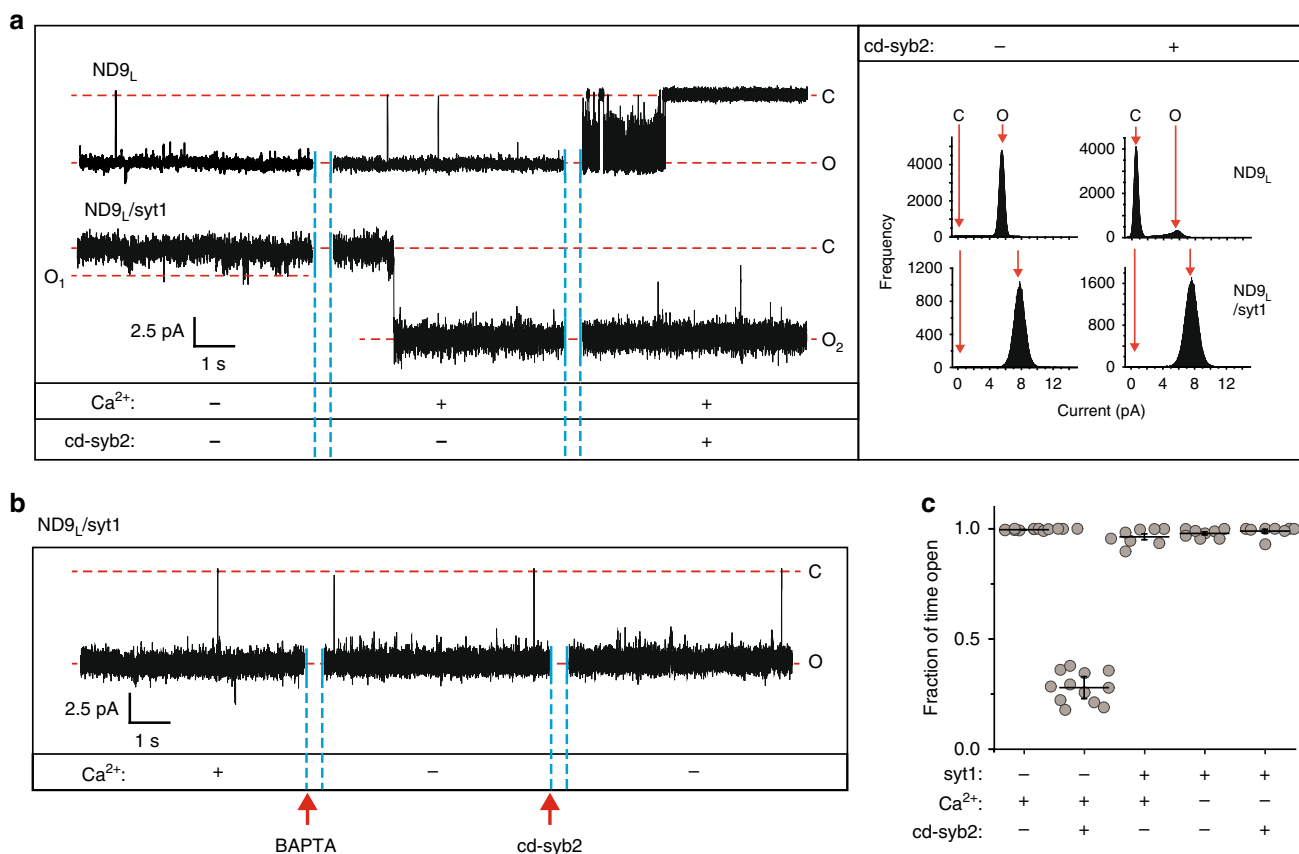 a
ND9L
C
O
ND9L/syt1
C
O1
2.5 pA
1 s
O2
Ca2+: – + +
cd-syb2: – – +
cd-syb2: – +
C O C O
4000
2000
0
4000
2000
0
ND9L
1200
800
400
0
1600
800
0
ND9L
/syt1
0 4 8 12 0 4 8 12
Frequency
Current (pA)
b
ND9L/syt1
C
O
2.5 pA
1 s
Ca2+: + – –
BAPTA cd-syb2
c
Fraction of time open
1.0
0.5
0.0
syt1: – – + + +
Ca2+: + + + – –
cd-syb2: – + – – +